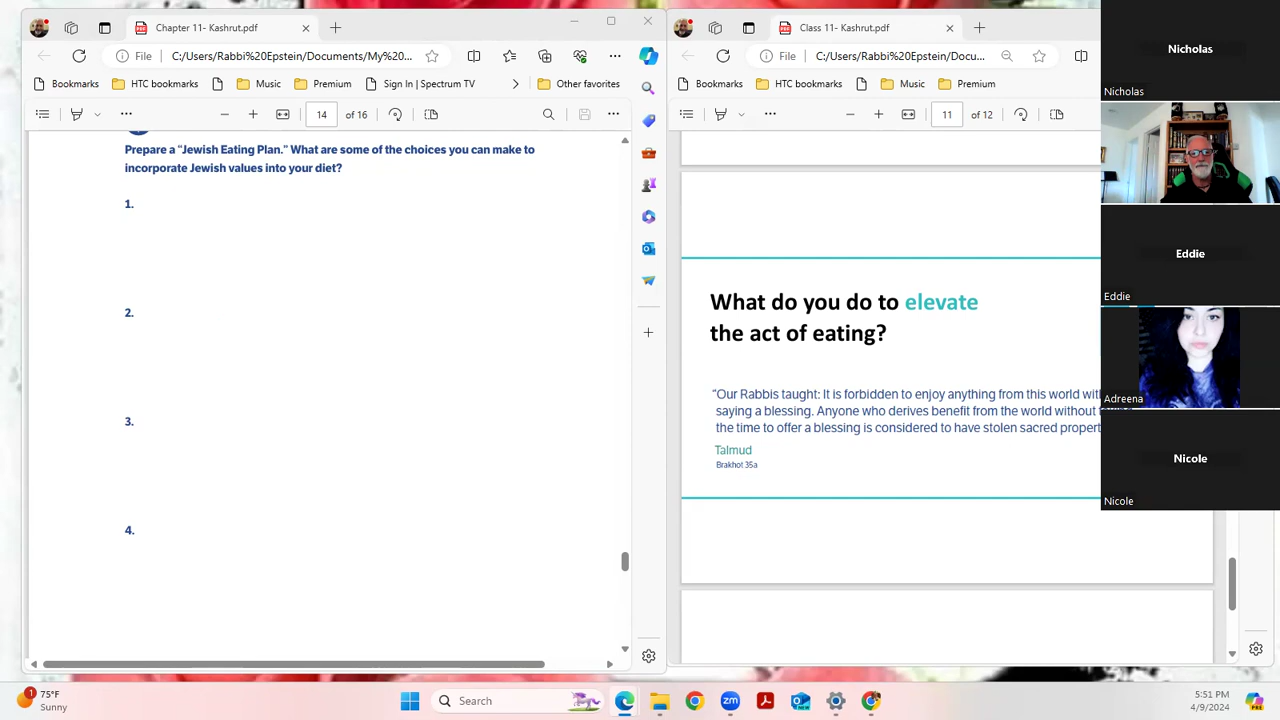 Chapter 11- Kashrut.pdf
File
C:/Users/Rabbi%20Epstein/Documents/My%20...
Bookmarks
HTC bookmarks
Music
Premium
Sign In | Spectrum TV
Other favorites
14 of 16
Prepare a "Jewish Eating Plan." What are some of the choices you can make to
incorporate Jewish values into your diet?
1.
2.
3.
4.
Class 11- Kashrut.pdf
File
C:/Users/Rabbi%20Epstein/Docu...
Bookmarks
HTC bookmarks
Music
Premium
11 of 12
What do you do to elevate
the act of eating?
"Our Rabbis taught: It is forbidden to enjoy anything from this world
saying a blessing. Anyone who derives benefit from the world without
the time to offer a blessing is considered to have stolen sacred
Talmud
Brakhot 35a
Nicholas
Nicholas
Eddie
Eddie
Adreena
Nicole
Nicole
1
75°F
Sunny
Search
zm
5:51 PM
4/9/2024